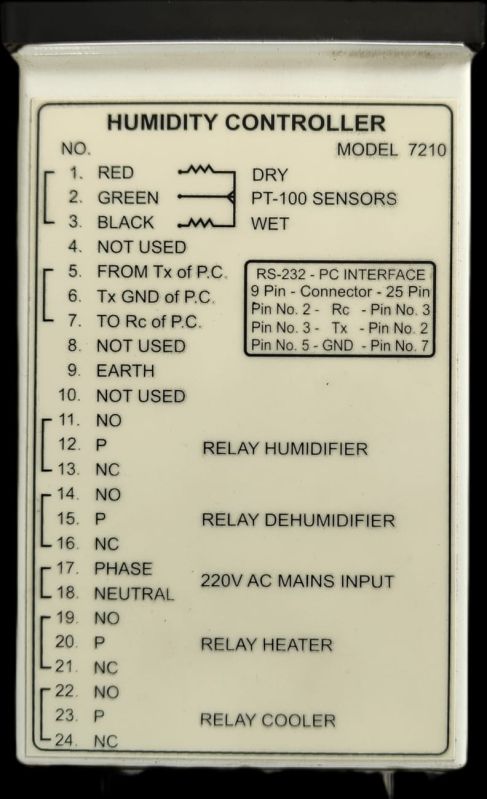 HUMIDITY CONTROLLER
NO. MODEL 7210
1. RED DRY
2. GREEN PT-100 SENSORS
3. BLACK WET
4. NOT USED
5. FROM Tx of P.C.
6. Tx GND of P.C.
7. TO Rc of P.C.
RS-232 - PC INTERFACE
9 Pin - Connector - 25 Pin
Pin No. 2 - Rc - Pin No. 3
Pin No. 3 - Tx - Pin No. 2
Pin No. 5 - GND - Pin No. 7
8. NOT USED
9. EARTH
10. NOT USED
11. NO
12. P RELAY HUMIDIFIER
13. NC
14. NO
15. P RELAY DEHUMIDIFIER
16. NC
17. PHASE
220V AC MAINS INPUT
18. NEUTRAL
19. NO
20. P RELAY HEATER
21. NC
22. NO
23. P RELAY COOLER
24. NC